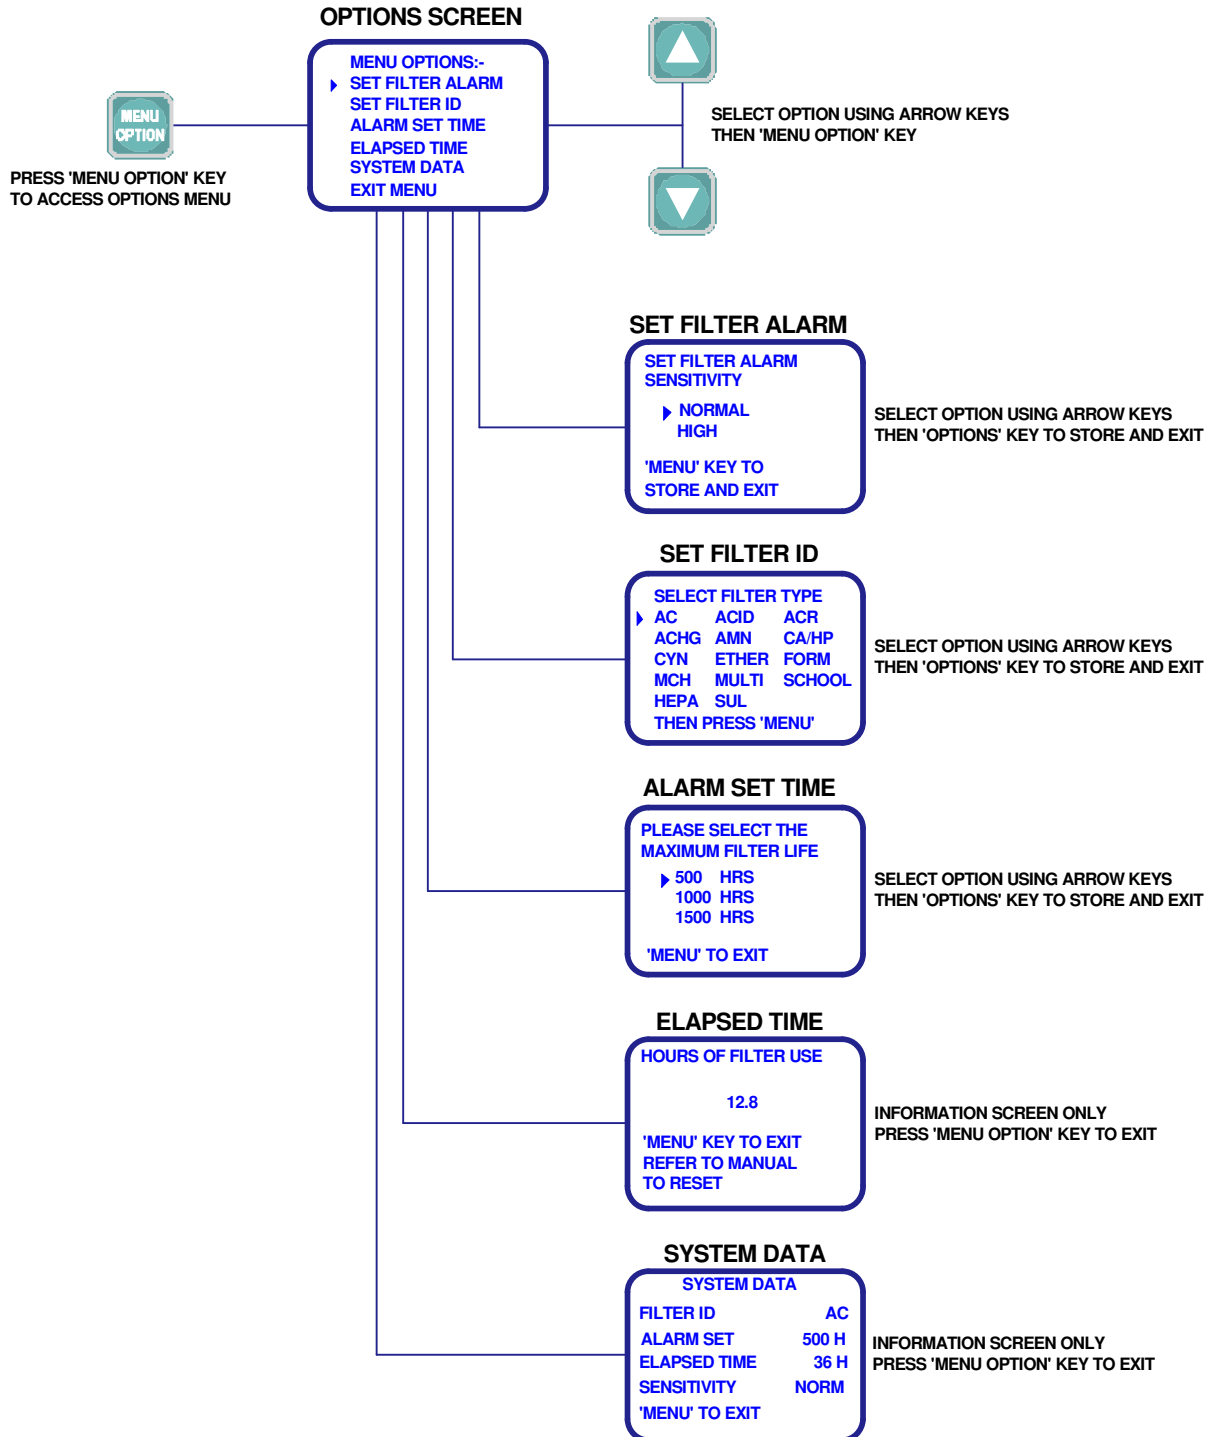 OPTIONS SCREEN
MENU OPTIONS:-
SET FILTER ALARM
SET FILTER ID
ALARM SET TIME
ELAPSED TIME
SYSTEM DATA
EXIT MENU
MENU
OPTION
PRESS 'MENU OPTION' KEY
TO ACCESS OPTIONS MENU
SELECT OPTION USING ARROW KEYS
THEN 'MENU OPTION' KEY
SET FILTER ALARM
SET FILTER ALARM
SENSITIVITY
NORMAL
HIGH
'MENU' KEY TO
STORE AND EXIT
SELECT OPTION USING ARROW KEYS
THEN 'OPTIONS' KEY TO STORE AND EXIT
SET FILTER ID
SELECT FILTER TYPE
AC ACID ACR
ACHG AMN CA/HP
CYN ETHER FORM
MCH MULTI SCHOOL
HEPA SUL
THEN PRESS 'MENU'
SELECT OPTION USING ARROW KEYS
THEN 'OPTIONS' KEY TO STORE AND EXIT
ALARM SET TIME
PLEASE SELECT THE
MAXIMUM FILTER LIFE
500 HRS
1000 HRS
1500 HRS
'MENU' TO EXIT
SELECT OPTION USING ARROW KEYS
THEN 'OPTIONS' KEY TO STORE AND EXIT
ELAPSED TIME
HOURS OF FILTER USE
12.8
'MENU' KEY TO EXIT
REFER TO MANUAL
TO RESET
INFORMATION SCREEN ONLY
PRESS 'MENU OPTION' KEY TO EXIT
SYSTEM DATA
SYSTEM DATA
FILTER ID AC
ALARM SET 500 H
ELAPSED TIME 36 H
SENSITIVITY NORM
'MENU' TO EXIT
INFORMATION SCREEN ONLY
PRESS 'MENU OPTION' KEY TO EXIT